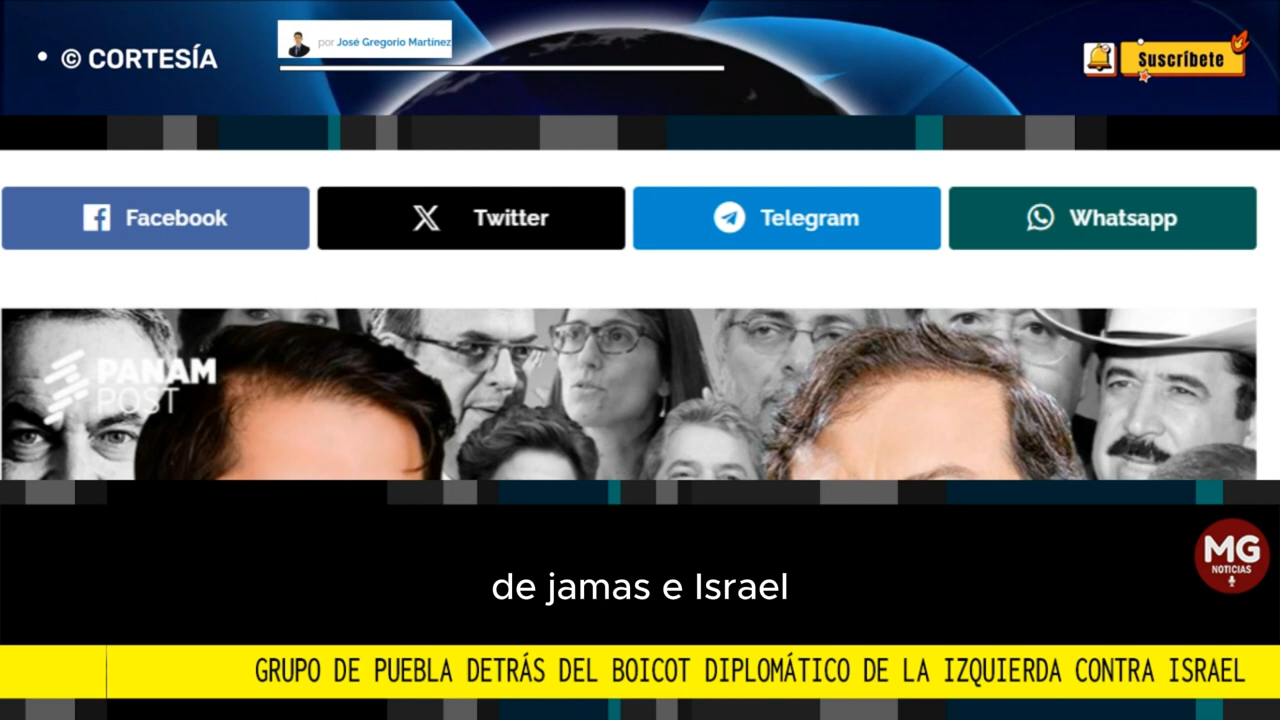 © CORTESÍA
por José Gregorio Martínez
Suscríbete
Facebook
Twitter
Telegram
Whatsapp
PANAM
POST
MG
NOTICIAS
de jamas e Israel
GRUPO DE PUEBLA DETRÁS DEL BOICOT DIPLOMÁTICO DE LA IZQUIERDA CONTRA ISRAEL